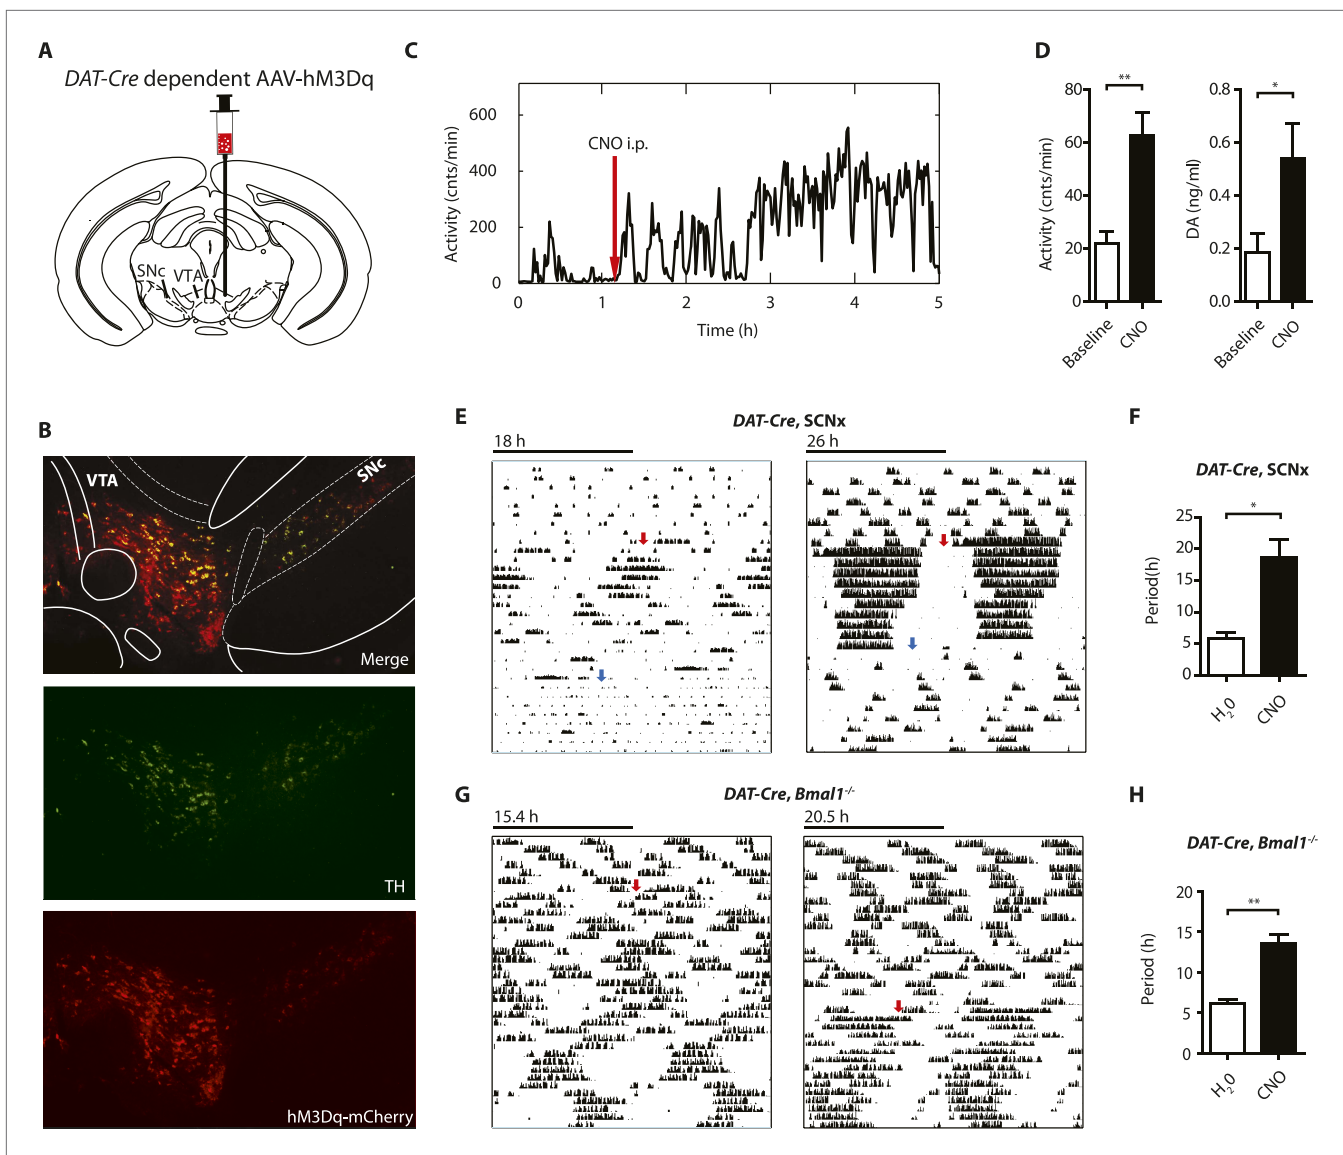 A
DAT-Cre dependent AAV-hM3Dq
SNc
VTA
B
VTA
SNc
Merge
TH
hM3Dq-mCherry
C
Activity (cnts/min)
600
400
200
0
CNO i.p.
0 1 2 3 4 5
Time (h)
D
Activity (cnts/min)
80
60
40
20
0
**
Baseline
CNO
DA (ng/ml)
0.8
0.6
0.4
0.2
0.0
*
Baseline
CNO
E
DAT-Cre, SCNx
18 h
26 h
F
DAT-Cre, SCNx
Period(h)
25
20
15
10
5
0
*
H20
CNO
G
DAT-Cre, Bmal1-/-
15.4 h
20.5 h
H
DAT-Cre, Bmal1-/-
Period (h)
20
15
10
5
0
**
H20
CNO